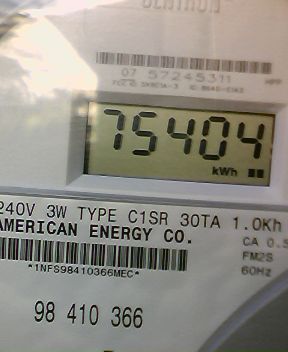 CENTRON
07 57245311
75404
kWh
240V 3W TYPE C1SR 30TA 1.0Kh
AMERICAN ENERGY CO.
CA 0.5
FM2S
60Hz
*1NFS98410366MEC*
98 410 366